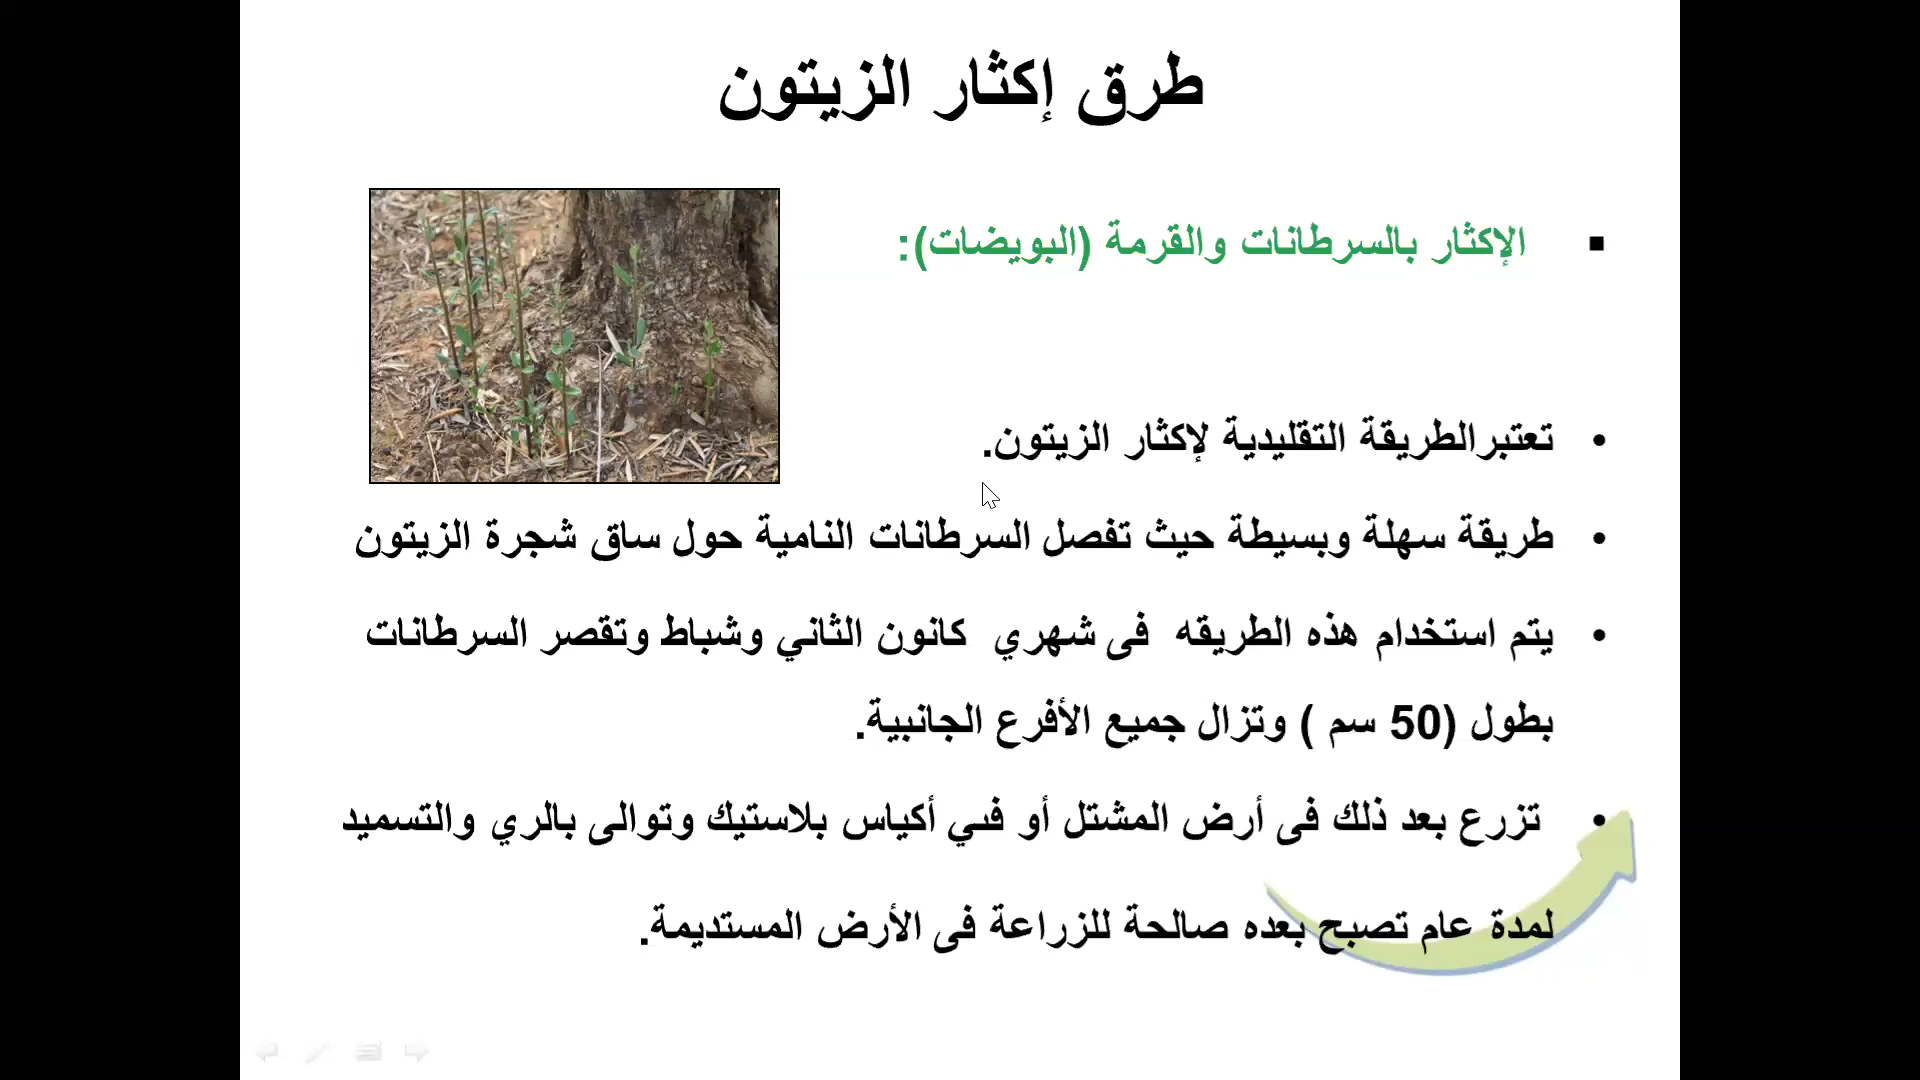 طرق إكثار الزيتون
▪ الإكثار بالسرطانات والقرمة (البويضات):
• تعتبرالطريقة التقليدية لإكثار الزيتون.
• طريقة سهلة وبسيطة حيث تفصل السرطانات النامية حول ساق شجرة الزيتون
• يتم استخدام هذه الطريقه فى شهري كانون الثاني وشباط وتقصر السرطانات
بطول (50 سم ) وتزال جميع الأفرع الجانبية.
• تزرع بعد ذلك فى أرض المشتل أو في أكياس بلاستيك وتوالى بالري والتسميد
لمدة عام تصبح بعده صالحة للزراعة فى الأرض المستديمة.